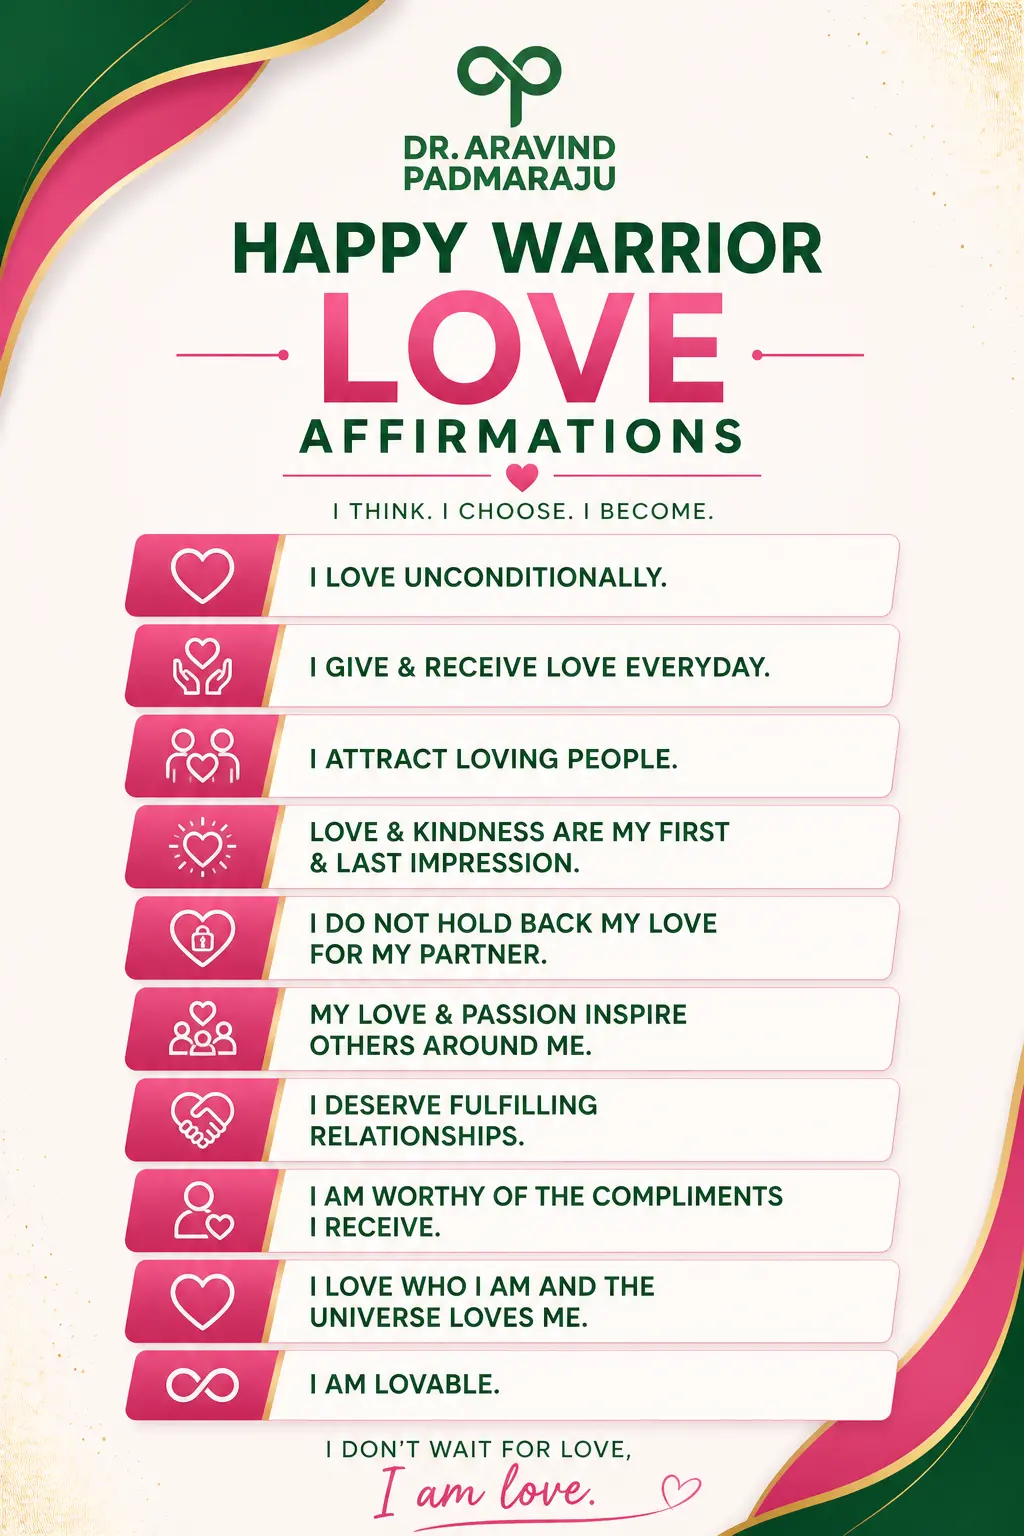 DR. ARAVIND
PADMARAJU
HAPPY WARRIOR
LOVE
AFFIRMATIONS
I THINK. I CHOOSE. I BECOME.
I LOVE UNCONDITIONALLY.
I GIVE & RECEIVE LOVE EVERYDAY.
I ATTRACT LOVING PEOPLE.
LOVE & KINDNESS ARE MY FIRST
& LAST IMPRESSION.
I DO NOT HOLD BACK MY LOVE
FOR MY PARTNER.
MY LOVE & PASSION INSPIRE
OTHERS AROUND ME.
I DESERVE FULFILLING
RELATIONSHIPS.
I AM WORTHY OF THE COMPLIMENTS
I RECEIVE.
I LOVE WHO I AM AND THE
UNIVERSE LOVES ME.
I AM LOVABLE.
I DON'T WAIT FOR LOVE,
I am love.